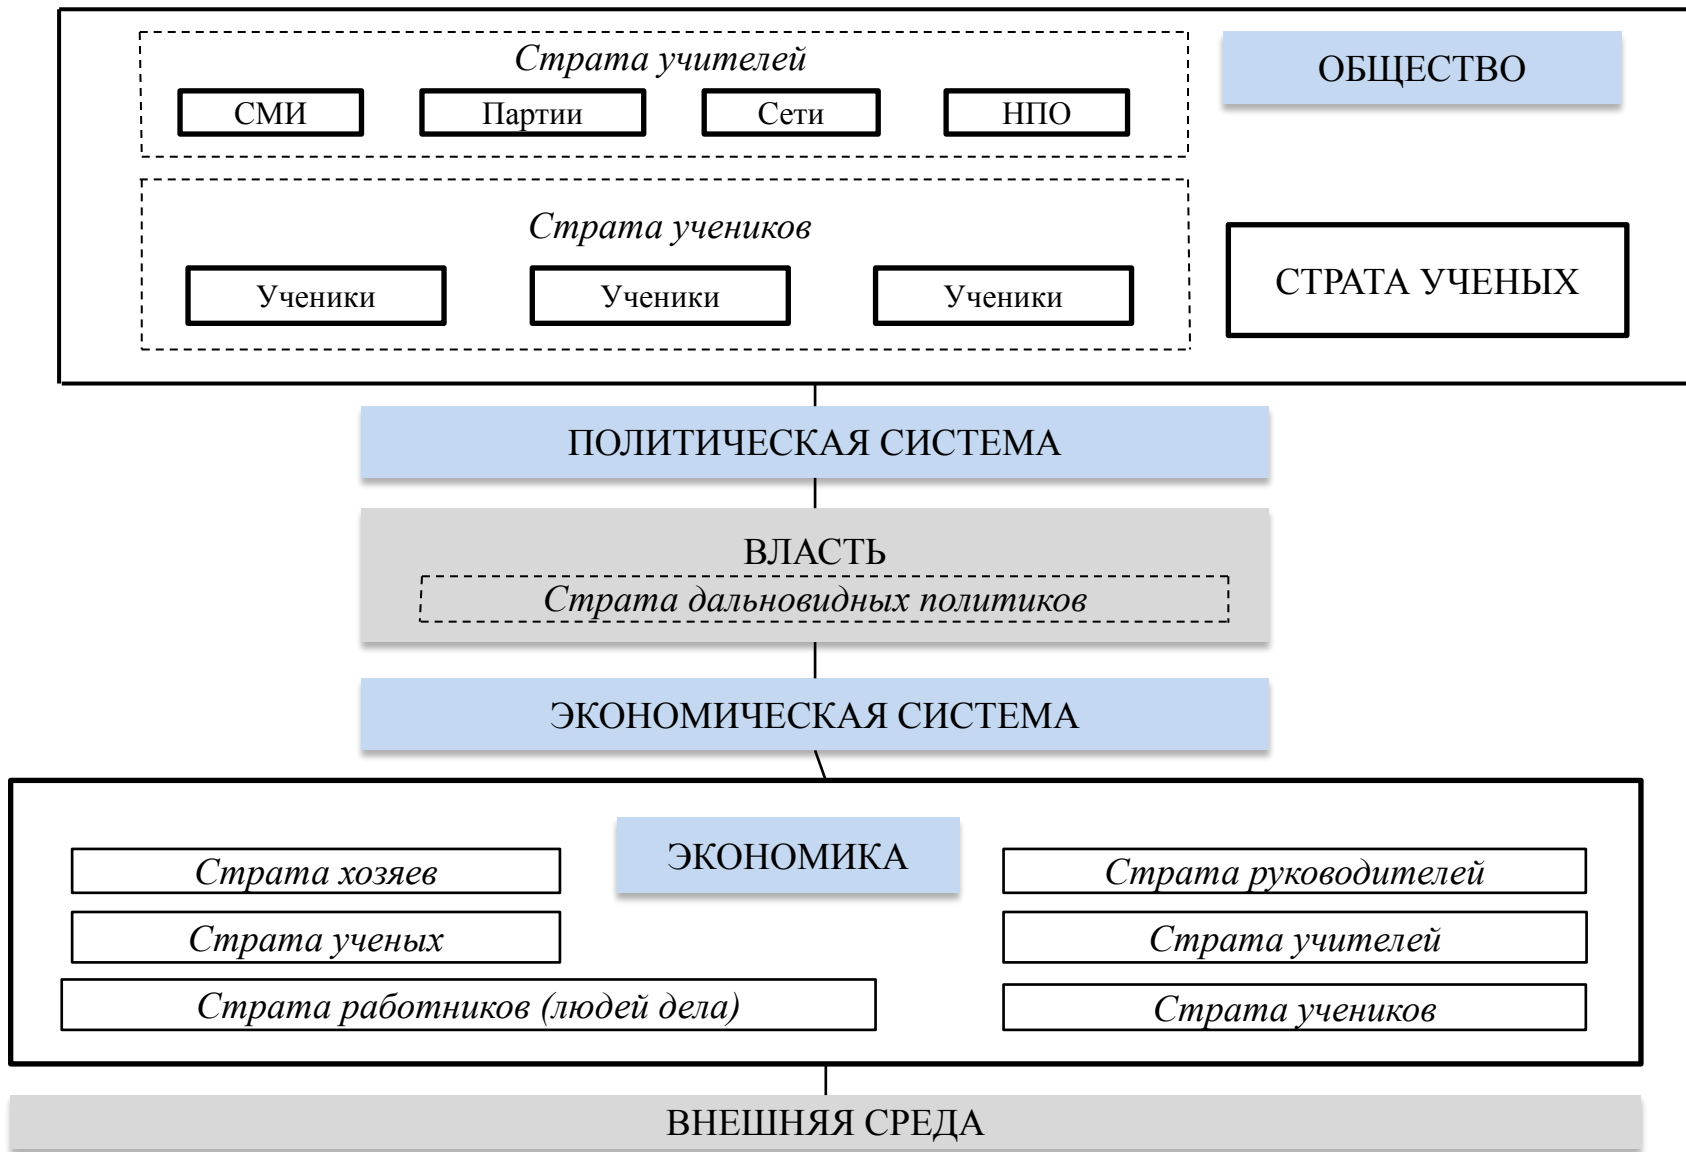 Страта учителей
ОБЩЕСТВО
СМИ
Партии
Сети
НПО
Страта учеников
СТРАТА УЧЕНЫХ
Ученики
Ученики
Ученики
ПОЛИТИЧЕСКАЯ СИСТЕМА
ВЛАСТЬ
Страта дальновидных политиков
ЭКОНОМИЧЕСКАЯ СИСТЕМА
ЭКОНОМИКА
Страта хозяев
Страта руководителей
Страта ученых
Страта учителей
Страта работников (людей дела)
Страта учеников
ВНЕШНЯЯ СРЕДА